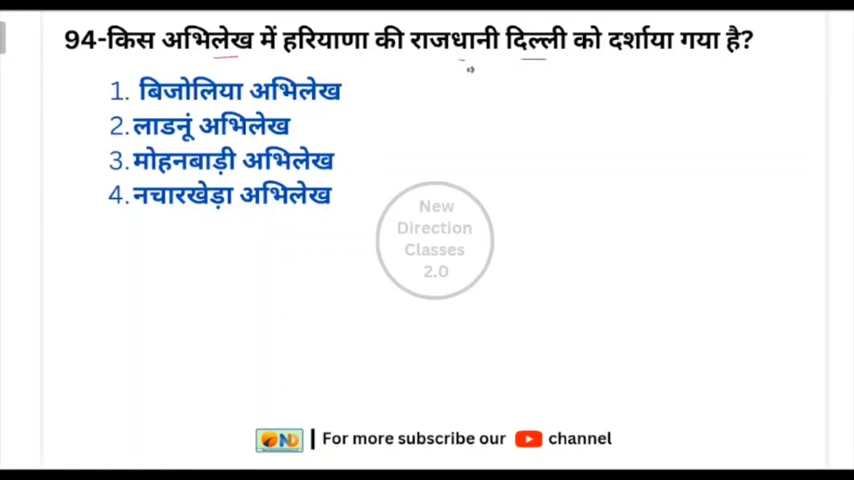 94-किस अभिलेख में हरियाणा की राजधानी दिल्ली को दर्शाया गया है?
1. बिजोलिया अभिलेख
2. लाडनूं अभिलेख
3. मोहनबाड़ी अभिलेख
4. नचारखेड़ा अभिलेख
New
Direction
Classes
2.0
ND | For more subscribe our channel